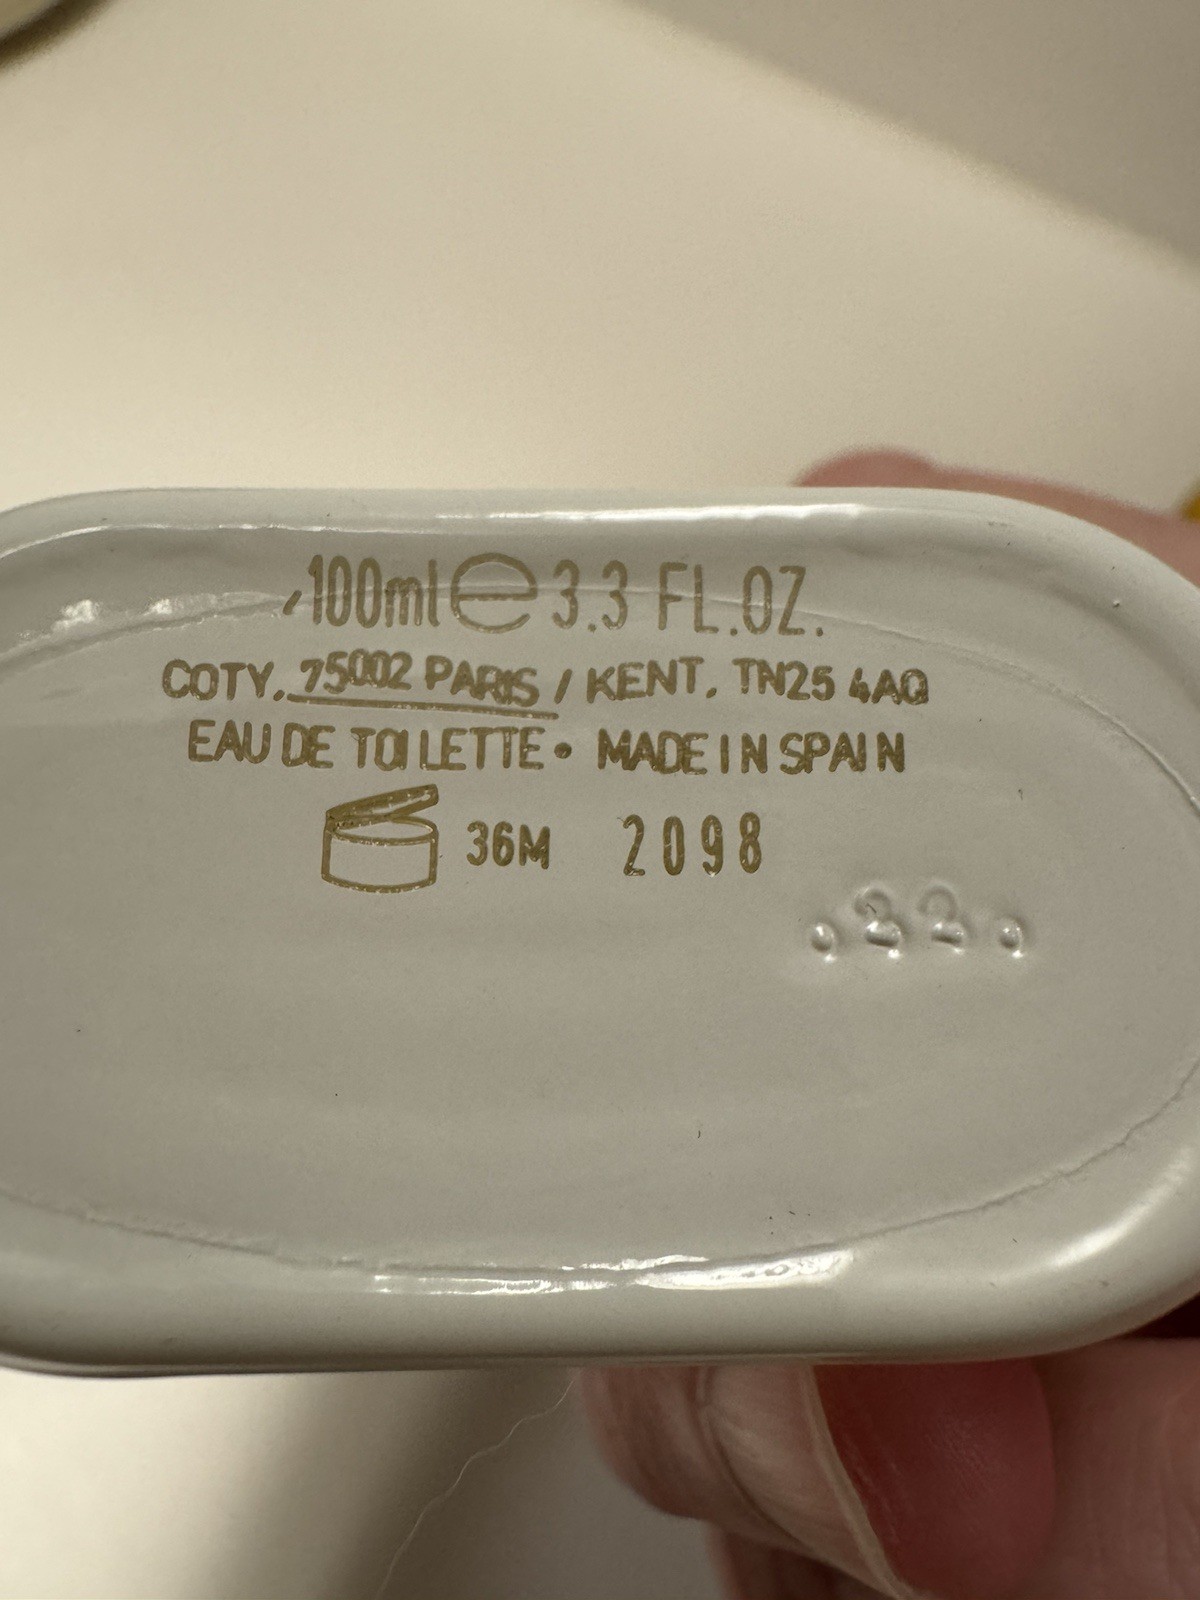 100ml e 3.3 FL.OZ.
COTY, 75002 PARIS / KENT, TN25 4AQ
EAU DE TOILETTE • MADE IN SPAIN
36M 2098
.22.